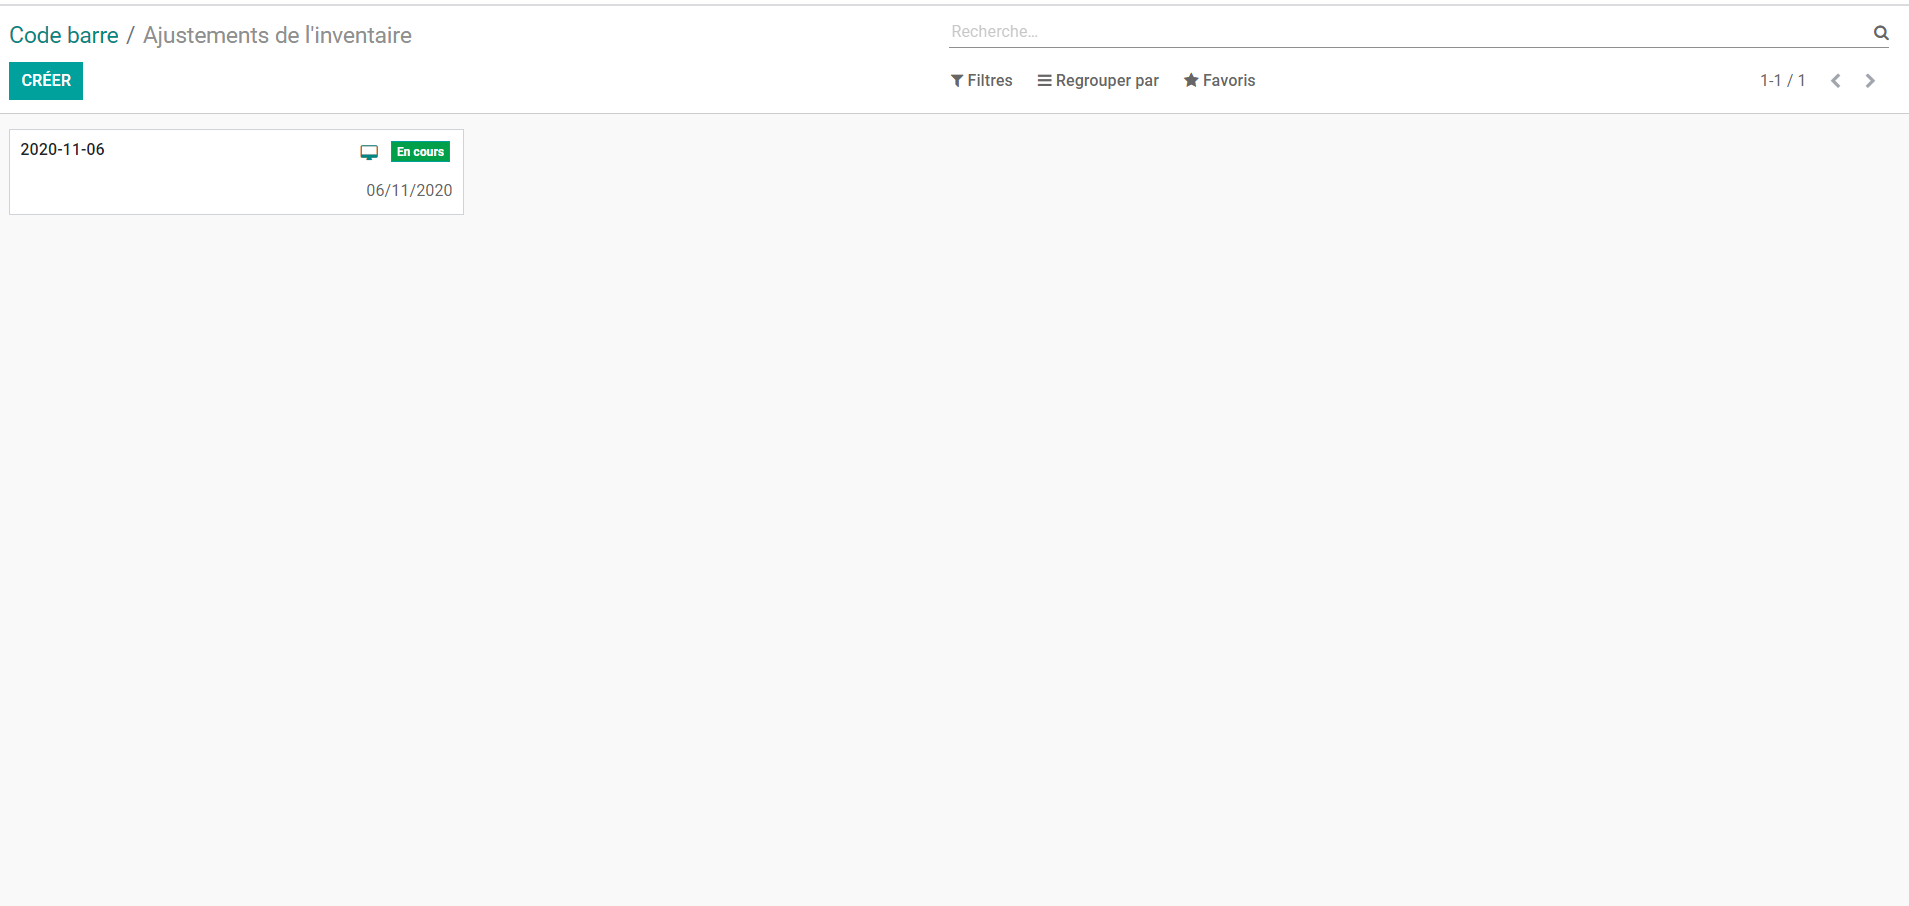 Code barre / Ajustements de l'inventaire
Recherche...
CRÉER
Filtres Regrouper par Favoris 1-1 / 1
2020-11-06 En cours
06/11/2020